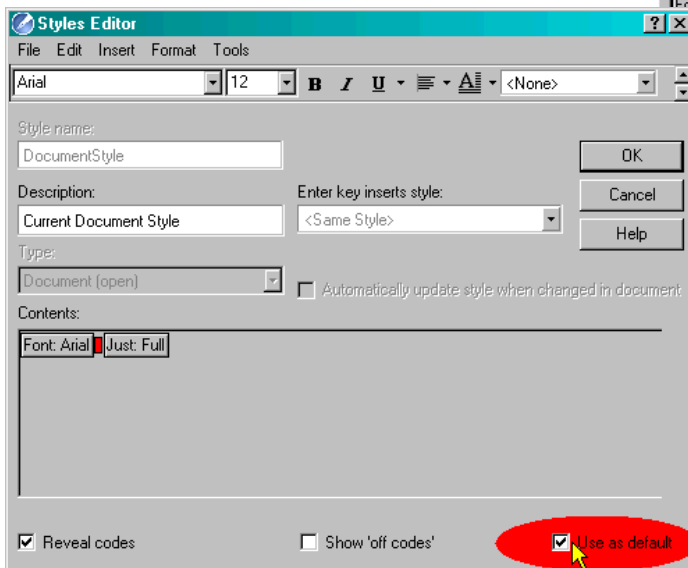 Styles Editor
File Edit Insert Format Tools
Arial 12 B I U A <None>
Style name:
DocumentStyle
OK
Description:
Enter key inserts style:
Cancel
Current Document Style
<Same Style>
Help
Type:
Document (open)
Automatically update style when changed in document
Contents:
Font: Arial Just: Full
Reveal codes Show 'off codes' Use as default